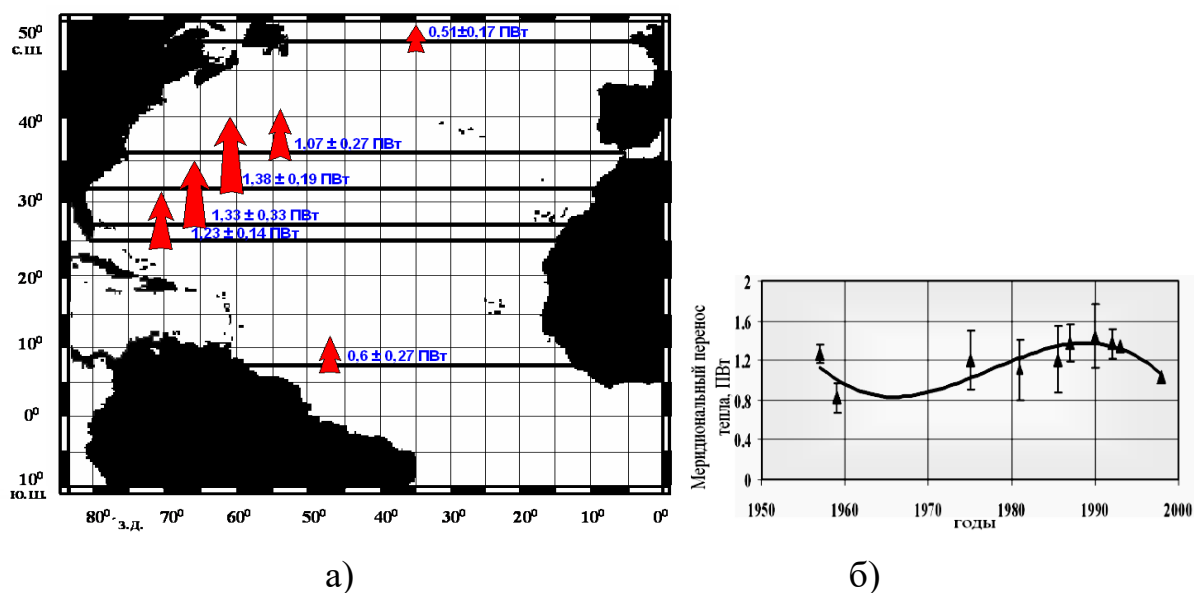 50⁰
с.ш.
40⁰
30⁰
20⁰
10⁰
0⁰
10⁰
ю.ш.
80⁰ з.д. 70⁰ 60⁰ 50⁰ 40⁰ 30⁰ 20⁰ 10⁰ 0⁰
0,51±0,17 ПВт
1,07 ± 0,27 ПВт
1,38 ± 0,19 ПВт
1,33 ± 0,33 ПВт
1,23 ± 0,14 ПВт
0.6 ± 0,27 ПВт
а)
Меридиональный перенос
тепла, ПВт
2
1.6
1.2
0.8
0.4
0
1950 1960 1970 1980 1990 2000
годы
б)